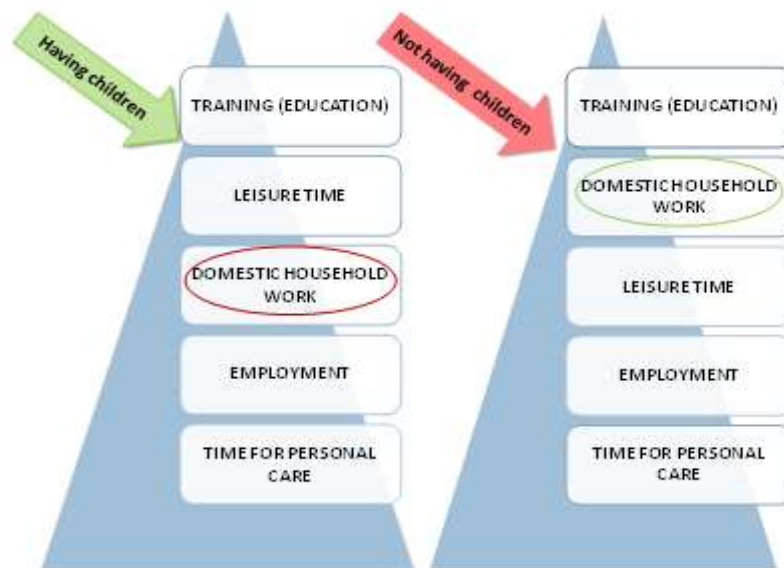 Having children
TRAINING (EDUCATION)
LEISURE TIME
DOMESTIC HOUSEHOLD
WORK
EMPLOYMENT
TIME FOR PERSONAL
CARE
Not having children
TRAINING (EDUCATION)
DOMESTIC HOUSEHOLD
WORK
LEISURE TIME
EMPLOYMENT
TIME FOR PERSONAL
CARE